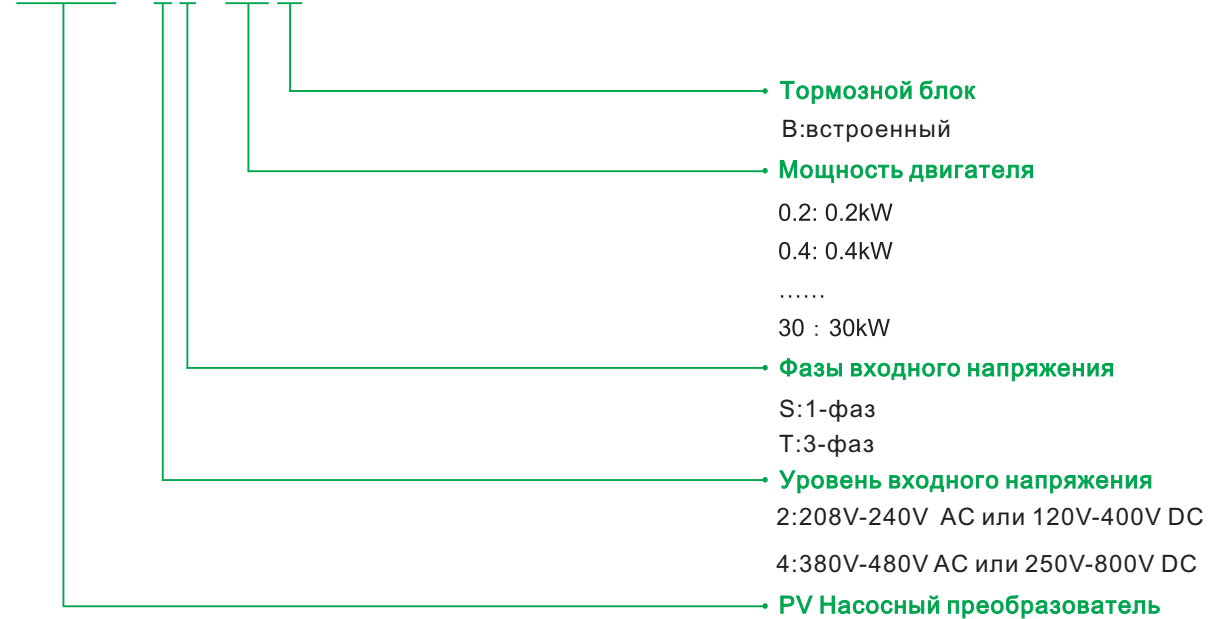 Тормозной блок
B:встроенный
Мощность двигателя
0.2: 0.2kW
0.4: 0.4kW
......
30 : 30kW
Фазы входного напряжения
S:1-фаз
T:3-фаз
Уровень входного напряжения
2:208V-240V AC или 120V-400V DC
4:380V-480V AC или 250V-800V DC
PV Насосный преобразователь